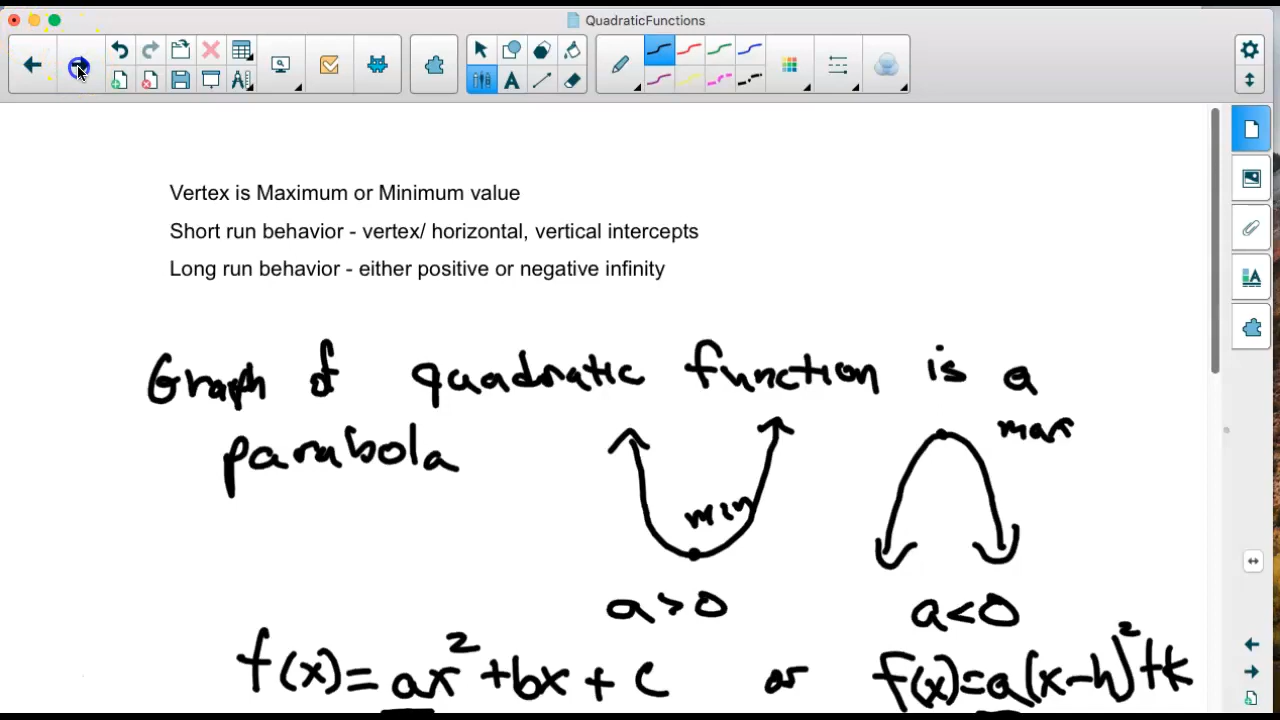 QuadraticFunctions
Vertex is Maximum or Minimum value
Short run behavior - vertex/ horizontal, vertical intercepts
Long run behavior - either positive or negative infinity
Graph of quadratic function is a
parabola
max
min
a>0
a<0
f(x)=ax²+bx+c or f(x)=a(x-h)²+k